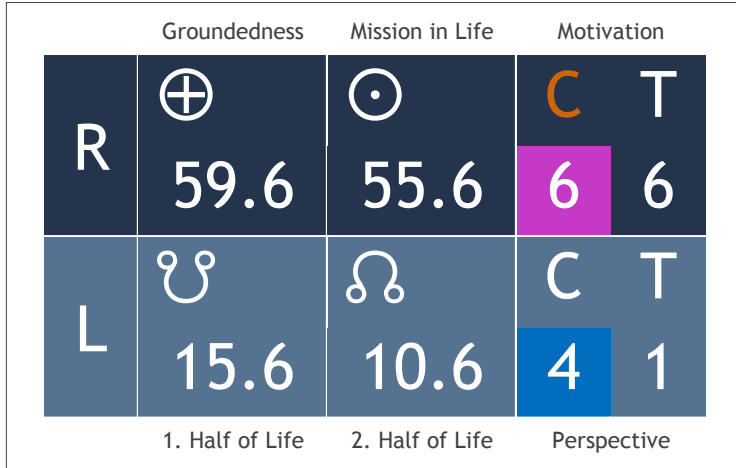 Groundedness Mission in Life Motivation
R ⊕ ☉ C T
59.6 55.6 6 6
L ☋ ☊ C T
15.6 10.6 4 1
1. Half of Life 2. Half of Life Perspective